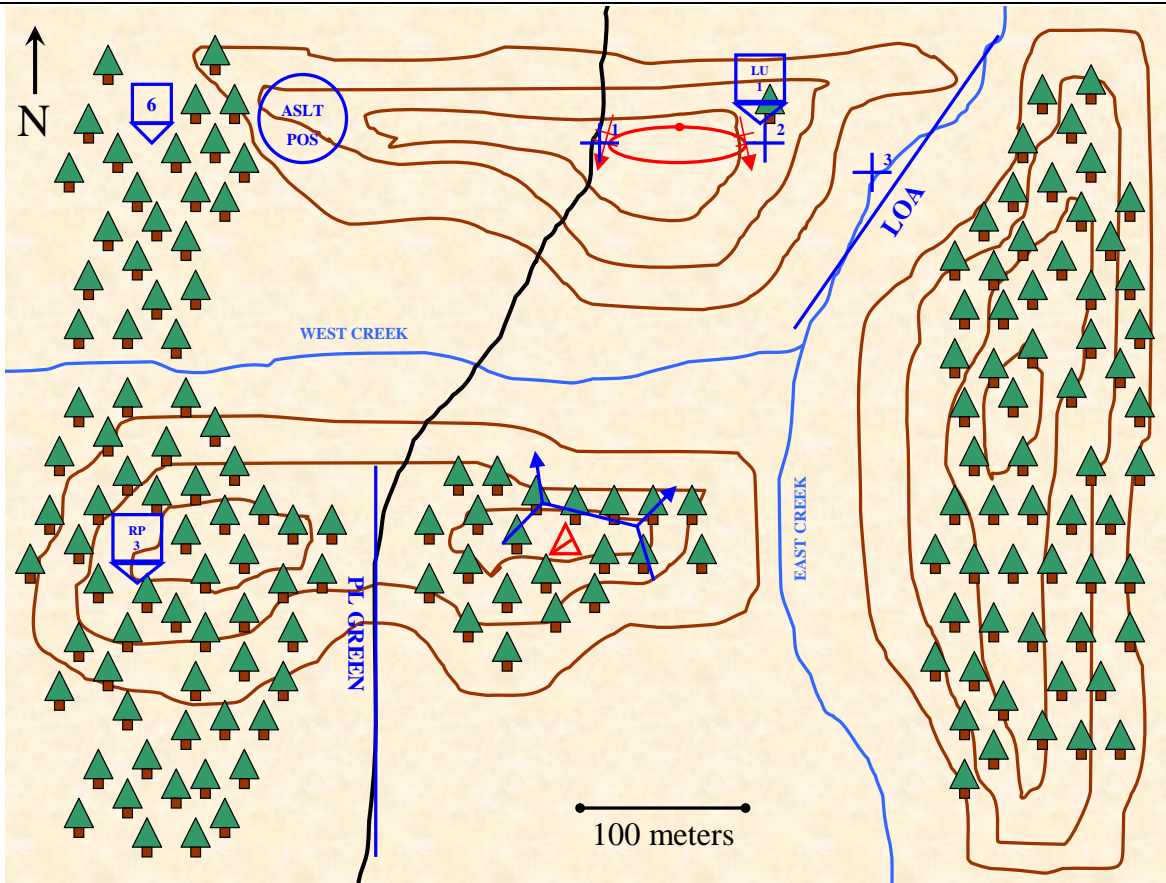 N
6
ASLT
POS
LU
1
1
2
3
LOA
WEST CREEK
RP
3
PL GREEN
EAST CREEK
100 meters